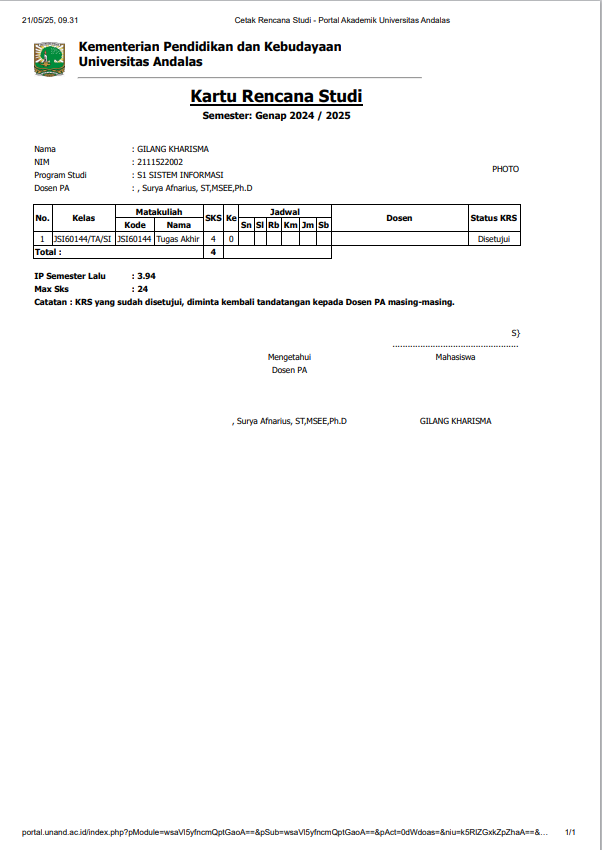 21/05/25, 09.31 Cetak Rencana Studi - Portal Akademik Universitas Andalas
Kementerian Pendidikan dan Kebudayaan
Universitas Andalas
Kartu Rencana Studi
Semester: Genap 2024 / 2025
Nama : GILANG KHARISMA
NIM : 2111522002
PHOTO
Program Studi : S1 SISTEM INFORMASI
Dosen PA : , Surya Afnarius, ST,MSEE,Ph.D
No. Kelas Matakuliah SKS Ke Jadwal Dosen Status KRS
Kode Nama Sn Sl Rb Km Jm Sb
1 JSI60144/TA/SI JSI60144 Tugas Akhir 4 0 Disetujui
Total : 4
IP Semester Lalu : 3.94
Max Sks : 24
Catatan : KRS yang sudah disetujui, diminta kembali tandatangan kepada Dosen PA masing-masing.
S}
..................................................
Mengetahui Mahasiswa
Dosen PA
, Surya Afnarius, ST,MSEE,Ph.D GILANG KHARISMA
portal.unand.ac.id/index.php?pModule=wsaVl5yfncmQptGaoA==&pSub=wsaVl5yfncmQptGaoA==&pAct=0dWdoas=&niu=k5RlZGxkZpZhaA==&… 1/1